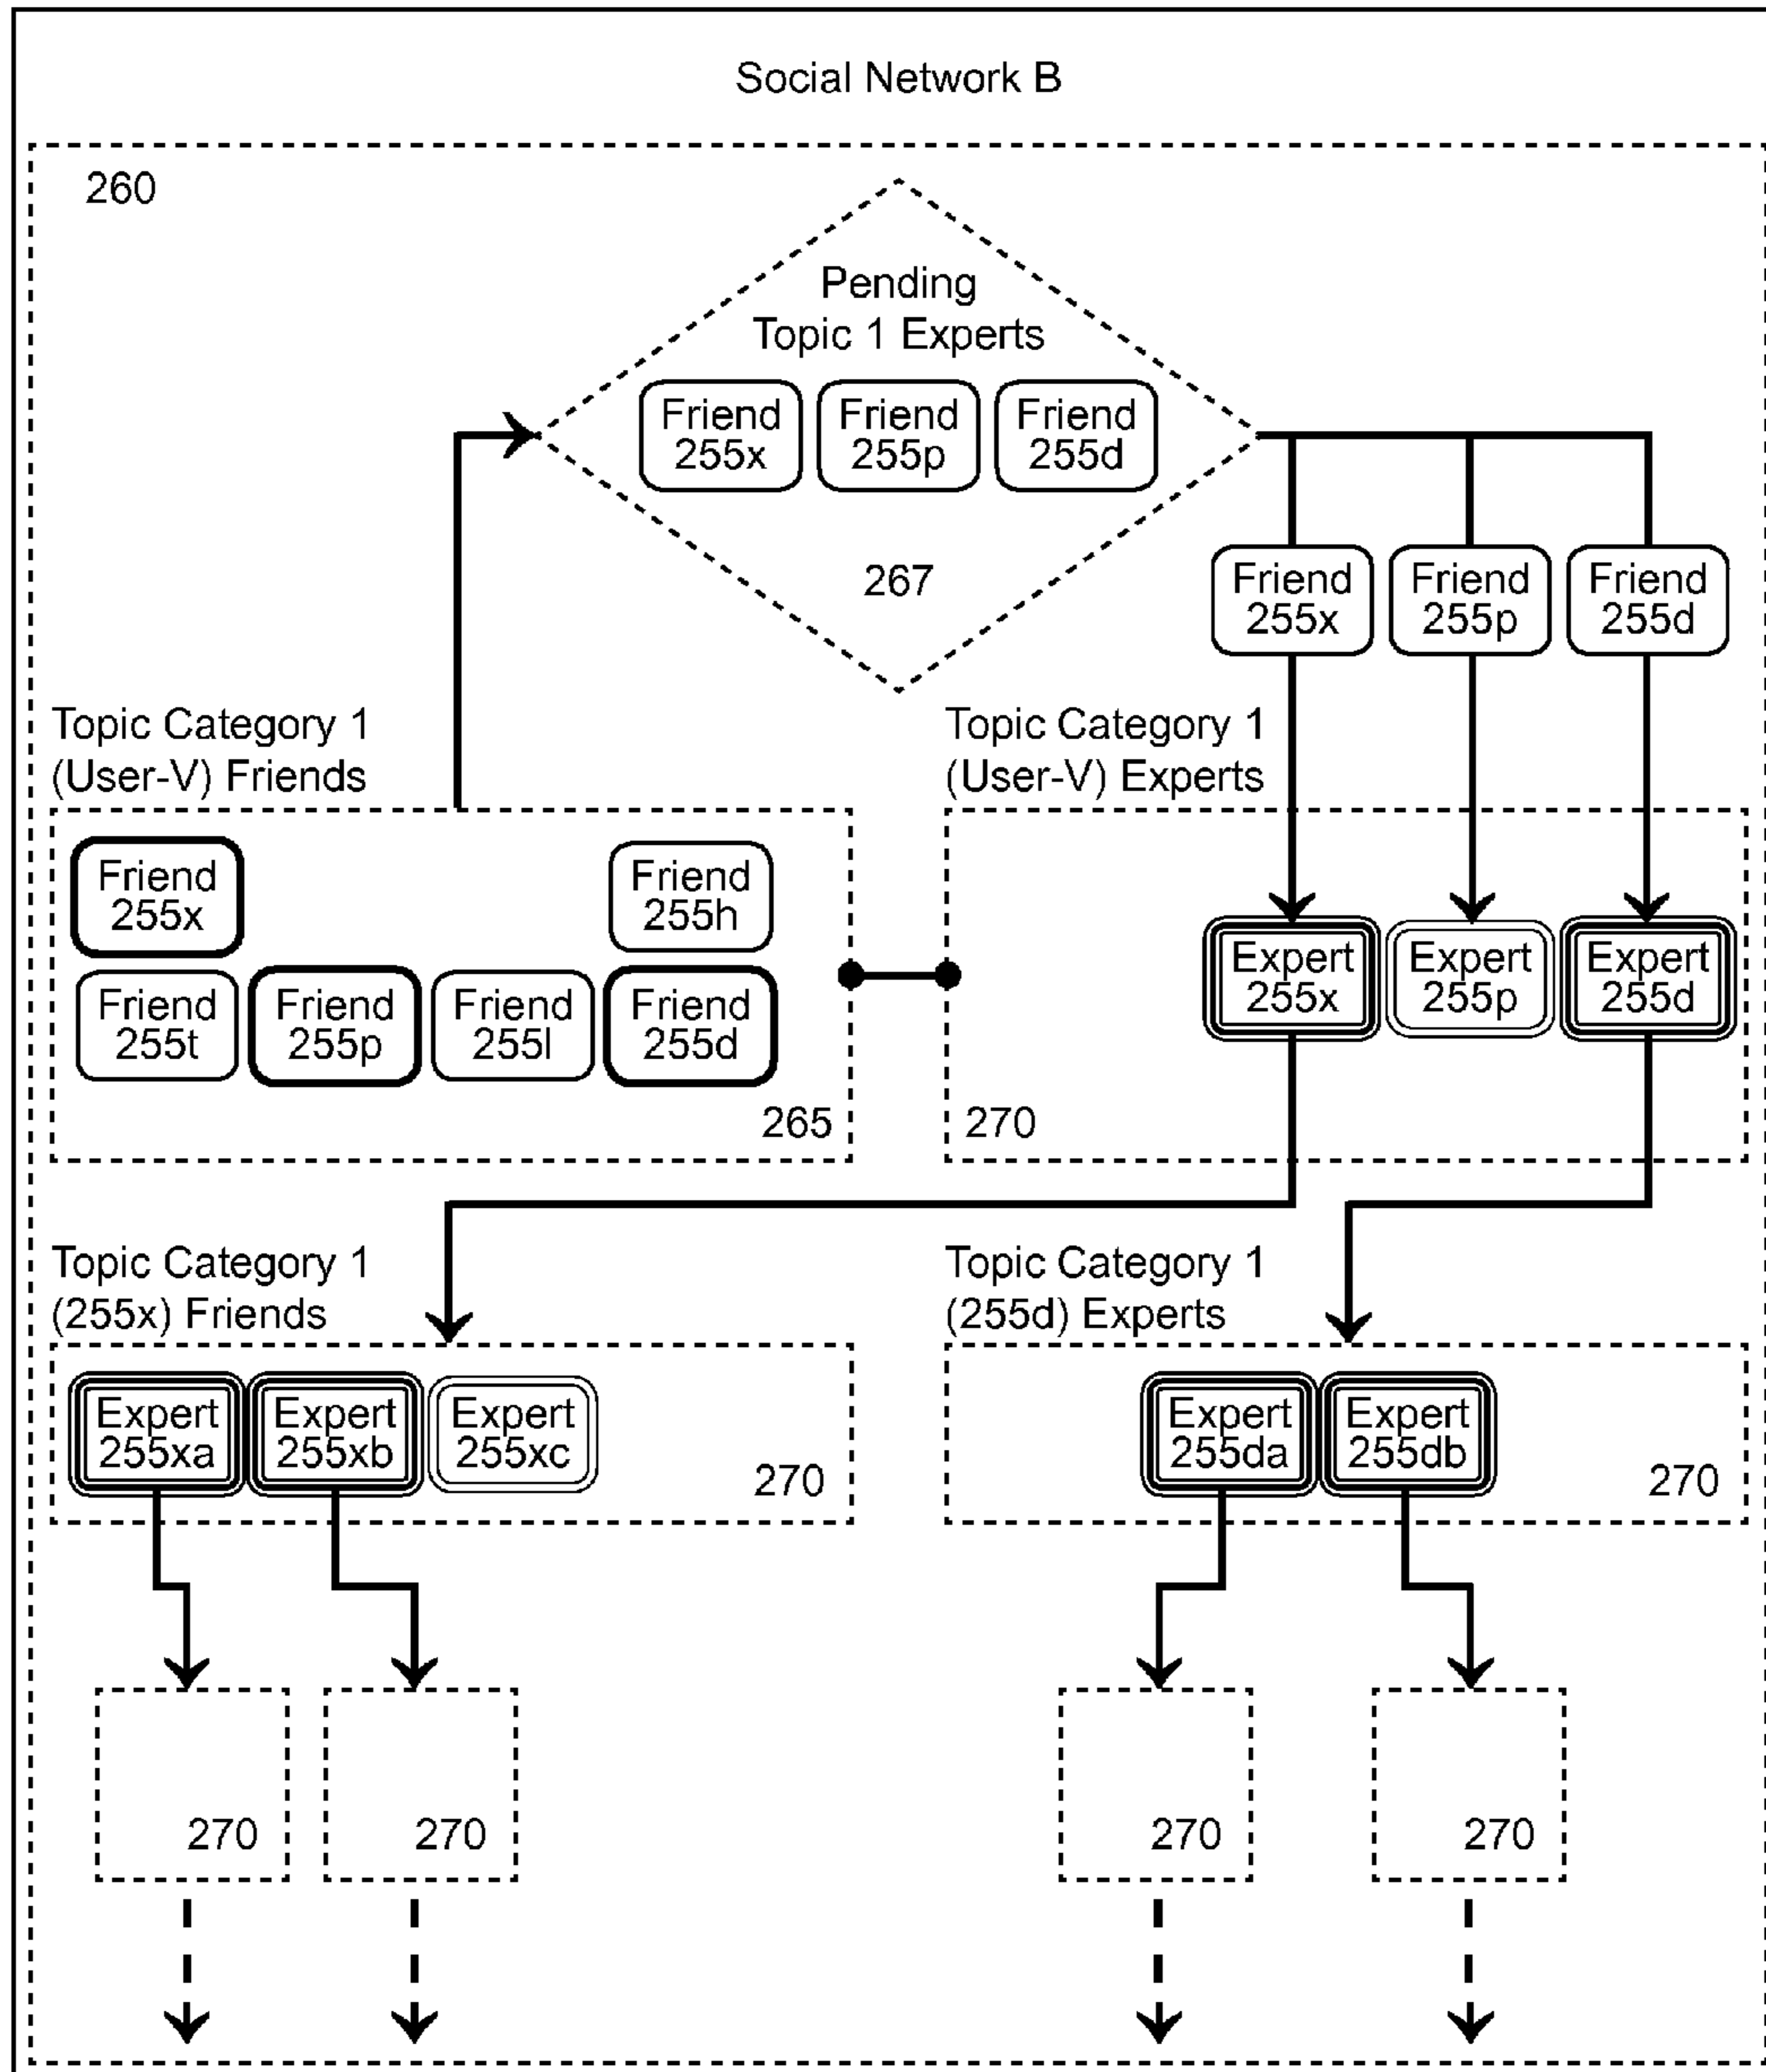 Social Network B
260
Pending
Topic 1 Experts
Friend
255x
Friend
255p
Friend
255d
267
Friend
255x
Friend
255p
Friend
255d
Topic Category 1
(User-V) Friends
Friend
255x
Friend
255h
Friend
255t
Friend
255p
Friend
255l
Friend
255d
265
Topic Category 1
(User-V) Experts
Expert
255x
Expert
255p
Expert
255d
270
Topic Category 1
(255x) Friends
Expert
255xa
Expert
255xb
Expert
255xc
270
Topic Category 1
(255d) Experts
Expert
255da
Expert
255db
270
270
270
270
270